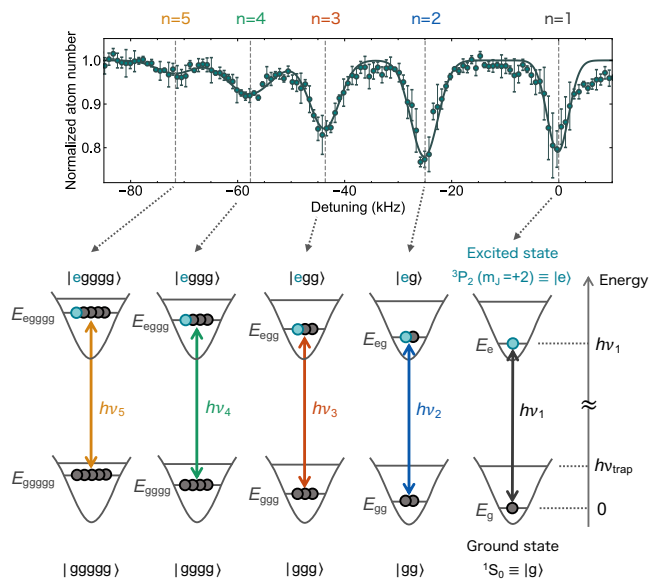 n=5 n=4 n=3 n=2 n=1
Normalized atom number
1.0
0.9
0.8
−80 −60 −40 −20 0
Detuning (kHz)
|egggg⟩ |eggg⟩ |egg⟩ |eg⟩
Excited state
³P₂ (mJ =+2) ≡ |e⟩
Energy
Eegggg Eeggg Eegg Eeg Ee hν₁
hν₅ hν₄ hν₃ hν₂ hν₁
≈
hνtrap
Eggggg Egggg Eggg Egg Eg 0
Ground state
¹S₀ ≡ |g⟩
|ggggg⟩ |gggg⟩ |ggg⟩ |gg⟩